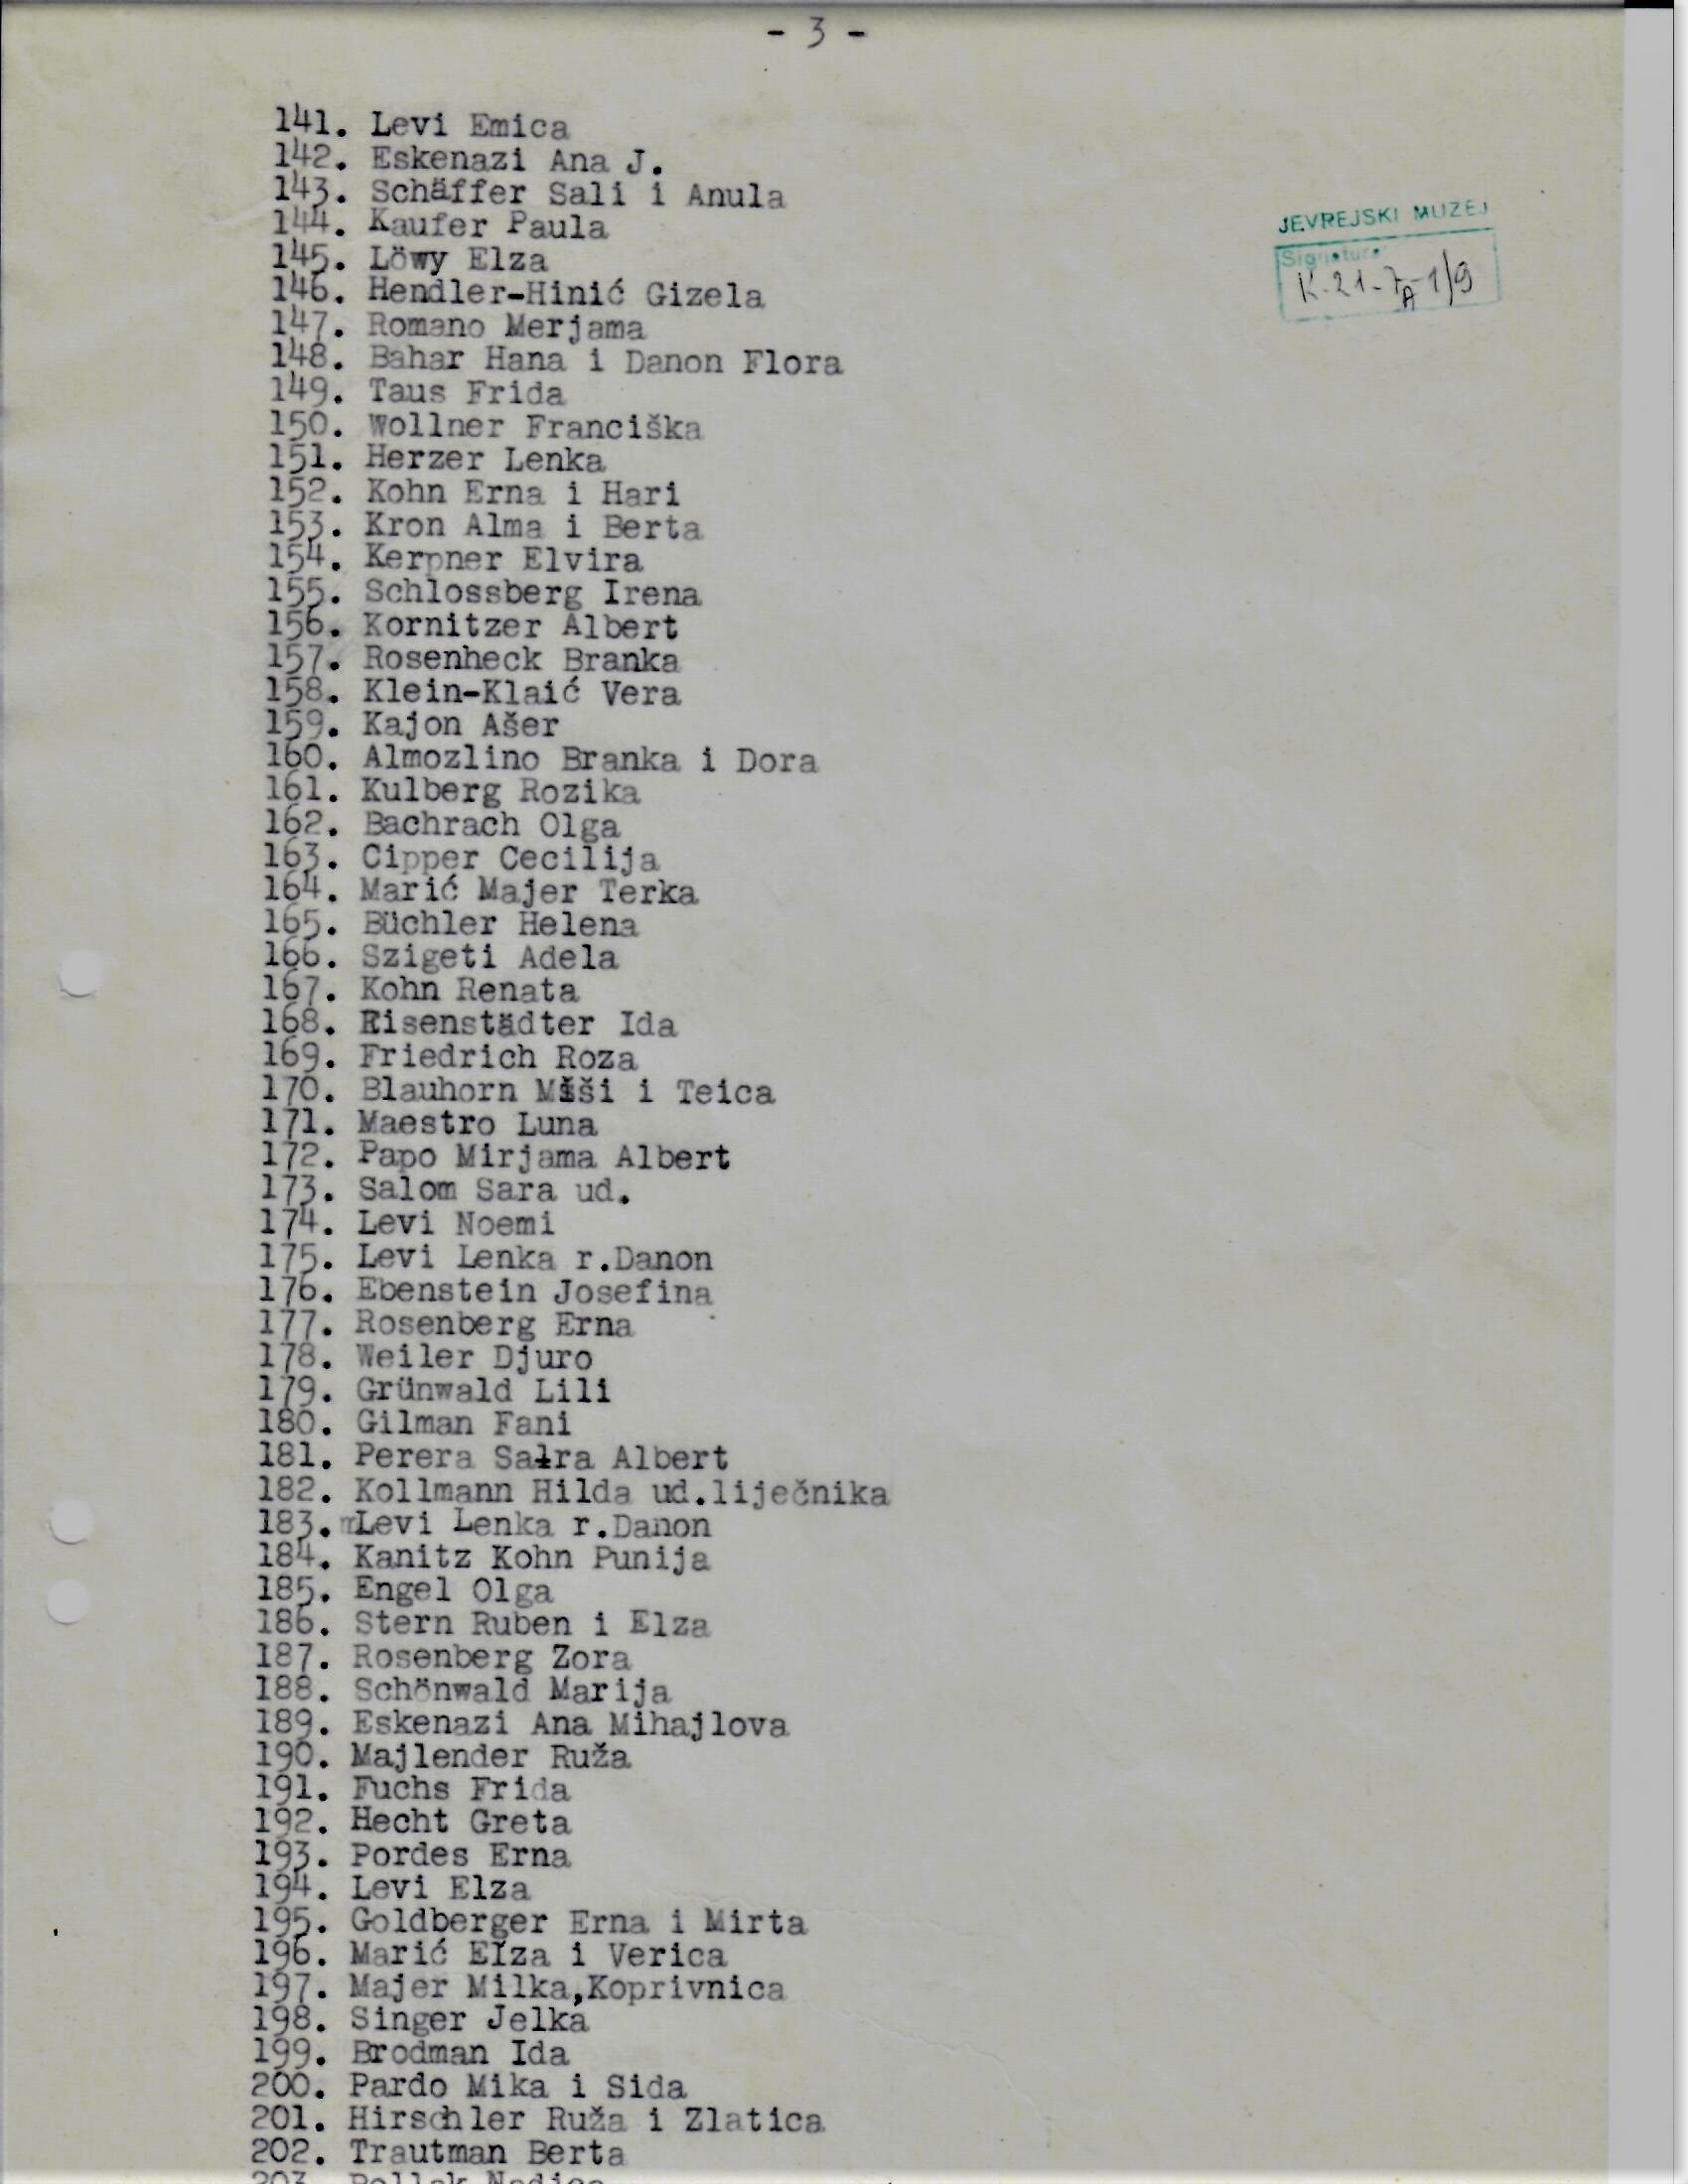 - 3 -
141. Levi Emica
142. Eskenazi Ana J.
143. Schäffer Sali i Anula
144. Kaufer Paula
145. Löwy Elza
146. Hendler-Hinić Gizela
147. Romano Merjama
148. Bahar Hana i Danon Flora
149. Taus Frida
150. Wollner Franciška
151. Herzer Lenka
152. Kohn Erna i Hari
153. Kron Alma i Berta
154. Kerpner Elvira
155. Schlossberg Irena
156. Kornitzer Albert
157. Rosenheck Branka
158. Klein-Klaić Vera
159. Kajon Ašer
160. Almozlino Branka i Dora
161. Kulberg Rozika
162. Bachrach Olga
163. Cipper Cecilija
164. Marić Majer Terka
165. Büchler Helena
166. Szigeti Adela
167. Kohn Renata
168. Eisenstädter Ida
169. Friedrich Roza
170. Blauhorn Miši i Teica
171. Maestro Luna
172. Papo Mirjama Albert
173. Salom Sara ud.
174. Levi Noemi
175. Levi Lenka r.Danon
176. Ebenstein Josefina
177. Rosenberg Erna
178. Weiler Djuro
179. Grünwald Lili
180. Gilman Fani
181. Perera Sara Albert
182. Kollmann Hilda ud.liječnika
183. Levi Lenka r.Danon
184. Kanitz Kohn Punija
185. Engel Olga
186. Stern Ruben i Elza
187. Rosenberg Zora
188. Schönwald Marija
189. Eskenazi Ana Mihajlova
190. Majlender Ruža
191. Fuchs Frida
192. Hecht Greta
193. Pordes Erna
194. Levi Elza
195. Goldberger Erna i Mirta
196. Marić Elza i Verica
197. Majer Milka,Koprivnica
198. Singer Jelka
199. Brodman Ida
200. Pardo Mika i Sida
201. Hirschler Ruža i Zlatica
202. Trautman Berta
JEVREJSKI MUZEJ
Signatura
K-21-7A-1/9